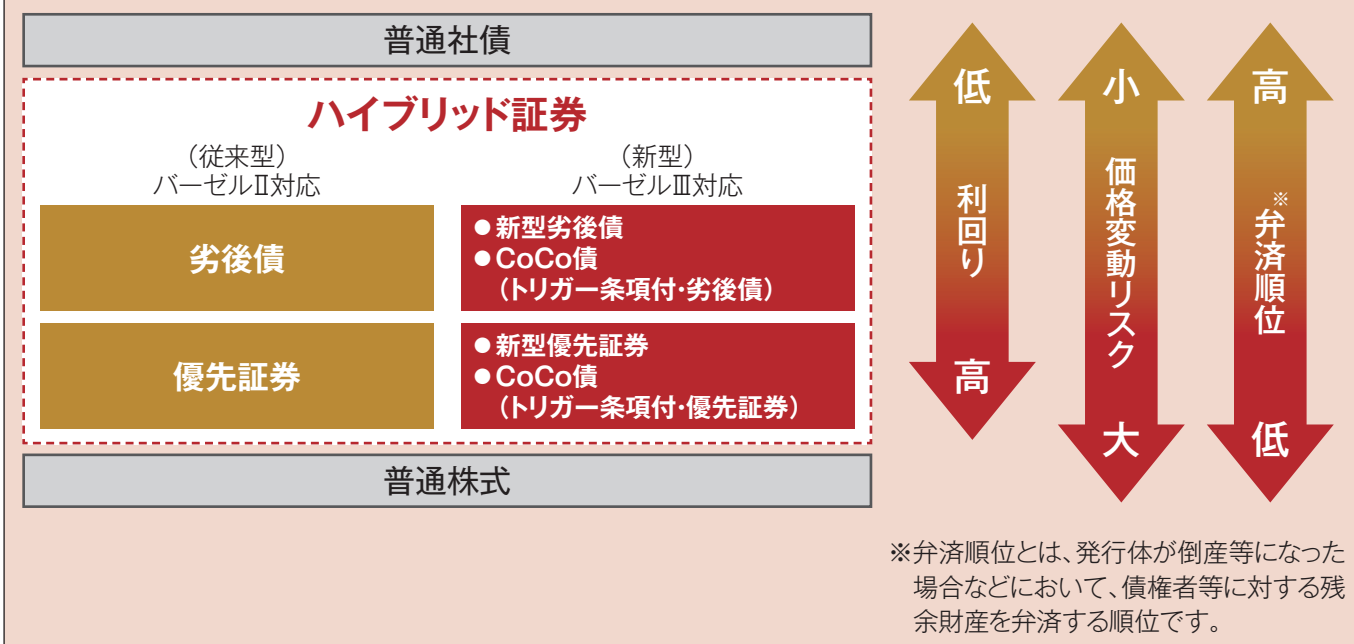 普通社債
ハイブリッド証券
（従来型）
バーゼルⅡ対応
（新型）
バーゼルⅢ対応
劣後債
●新型劣後債
●CoCo債
（トリガー条項付・劣後債）
優先証券
●新型優先証券
●CoCo債
（トリガー条項付・優先証券）
普通株式
低
利回り
高
小
価格変動リスク
大
高
※弁済順位
低
※弁済順位とは、発行体が倒産等になった
場合などにおいて、債権者等に対する残
余財産を弁済する順位です。